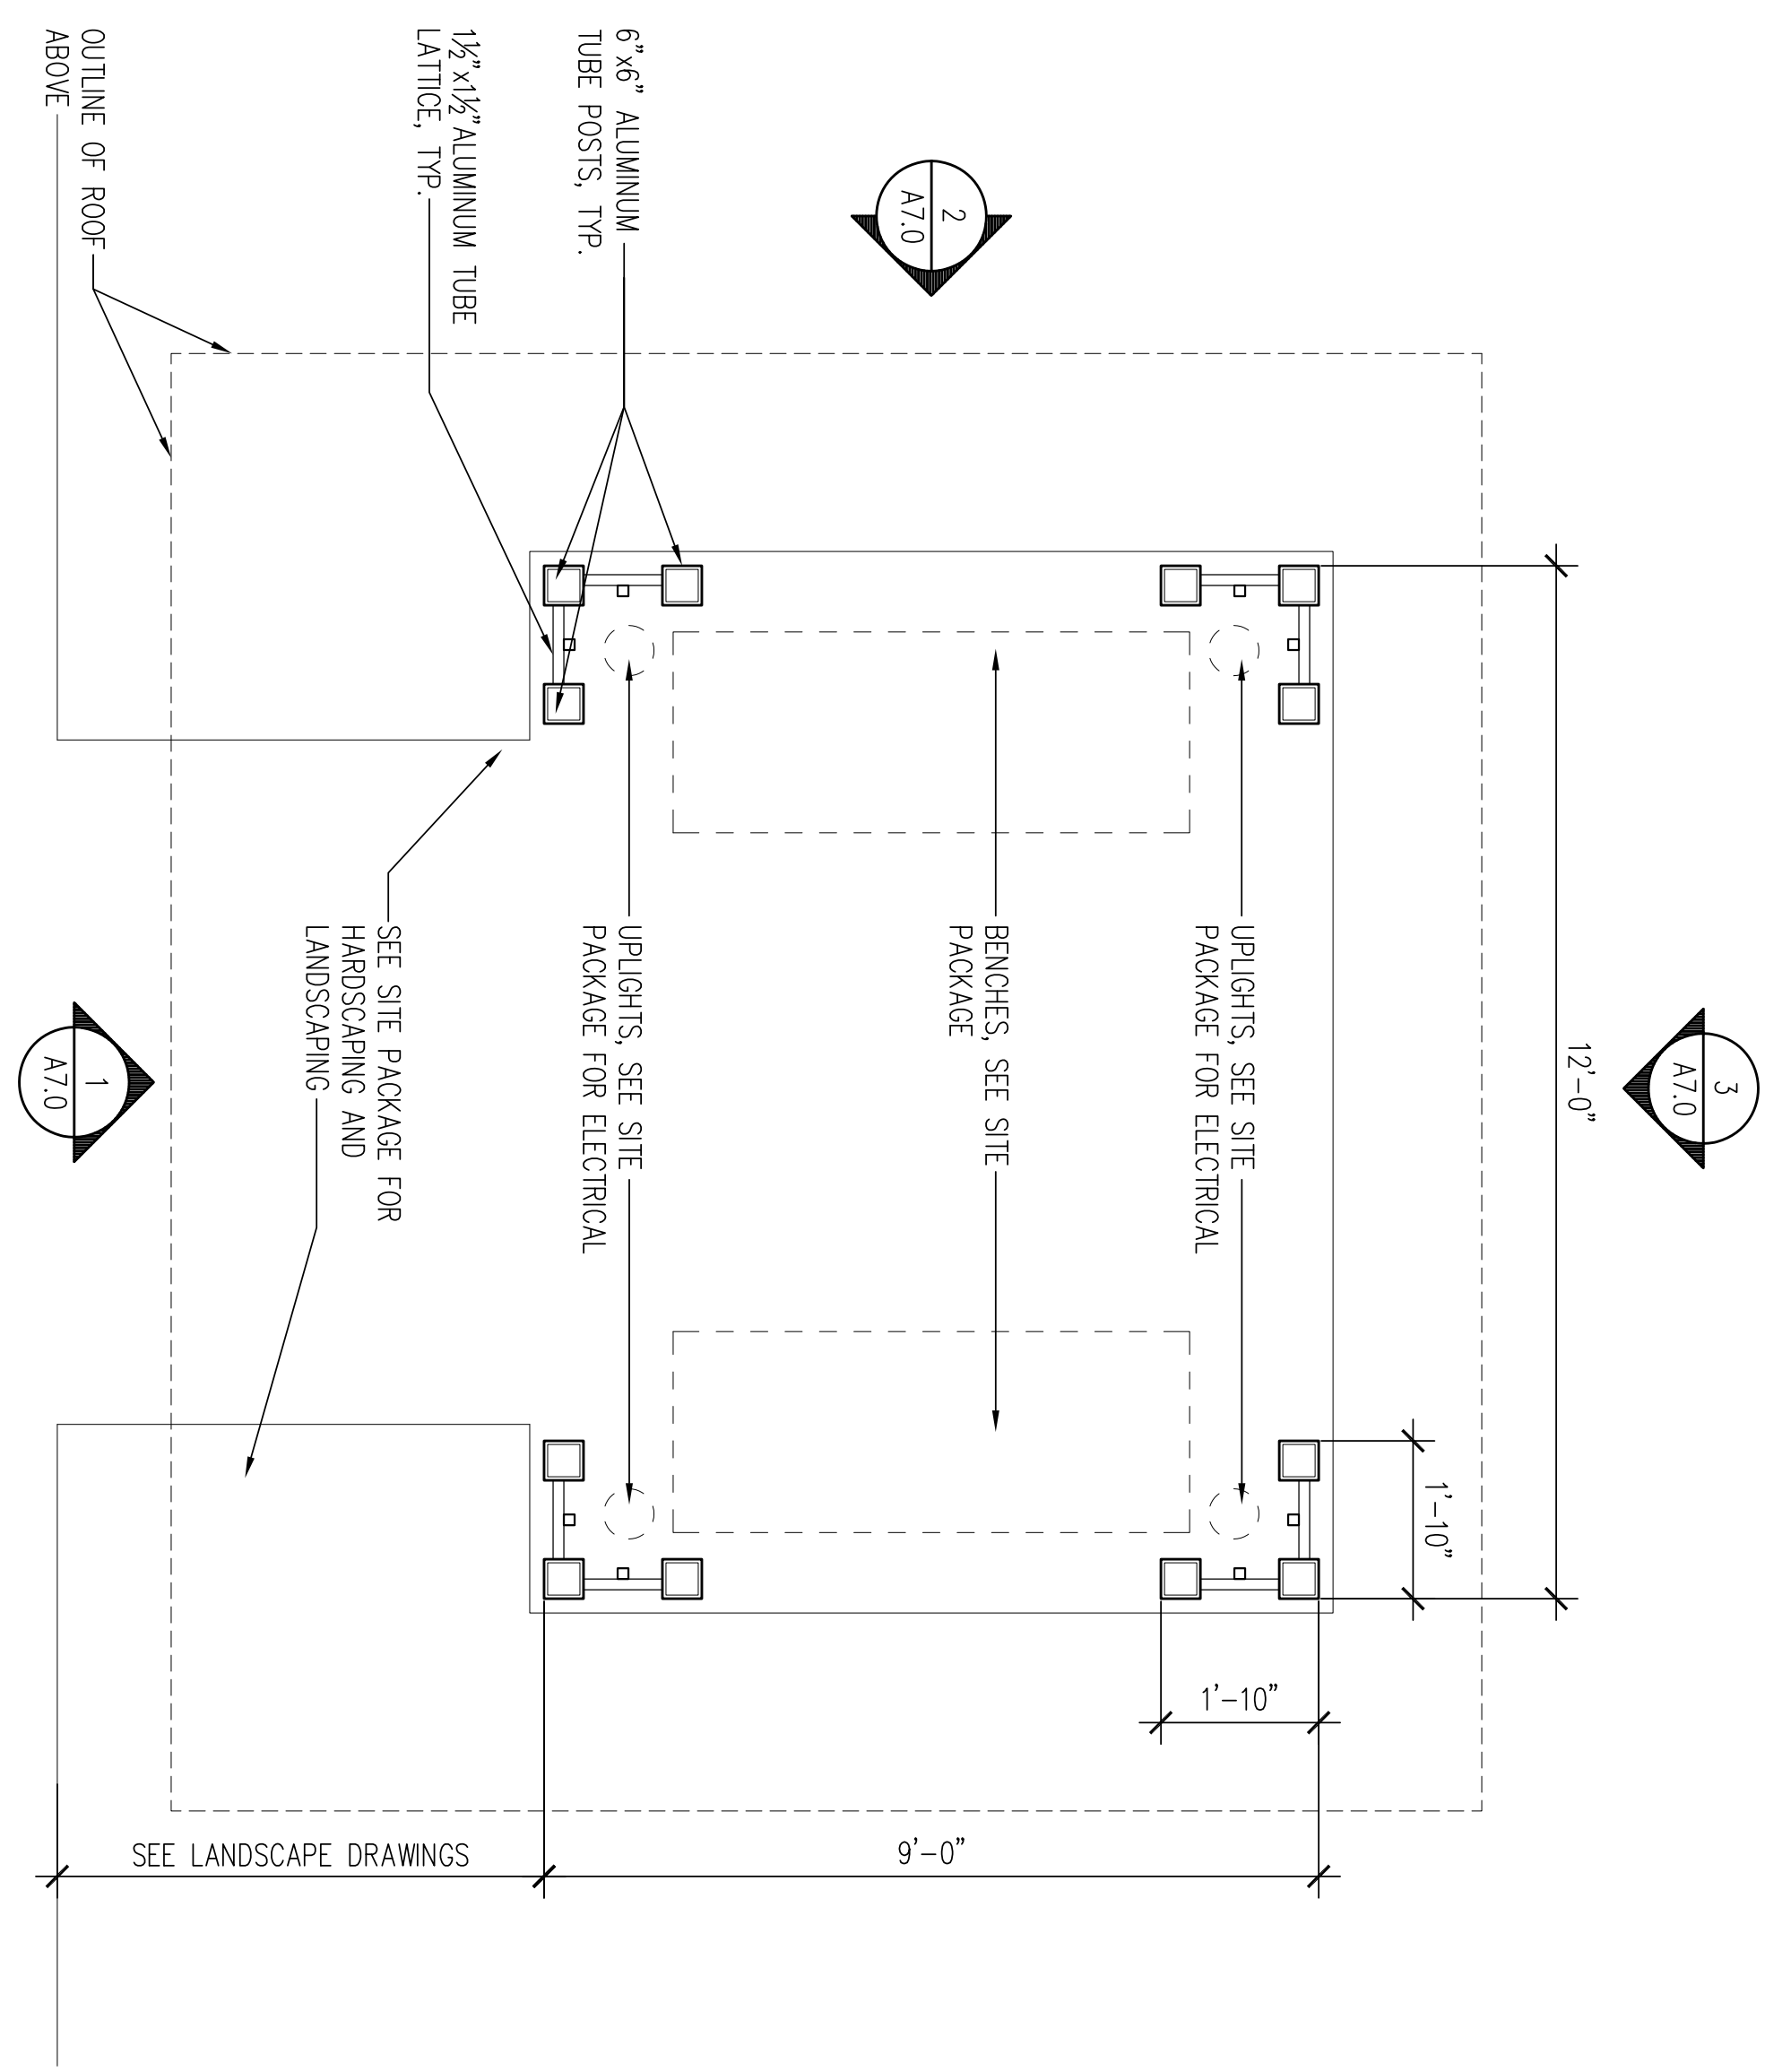 OUTLINE OF ROOF
ABOVE
1½"x1½" ALUMINUM TUBE
LATTICE, TYP.
6"x6" ALUMINUM
TUBE POSTS, TYP.
2
A7.0
SEE SITE PACKAGE FOR
HARDSCAPING AND
LANDSCAPING
UPLIGHTS, SEE SITE
PACKAGE FOR ELECTRICAL
BENCHES, SEE SITE
PACKAGE
UPLIGHTS, SEE SITE
PACKAGE FOR ELECTRICAL
1
A7.0
3
A7.0
12'-0"
1'-10"
1'-10"
9'-0"
SEE LANDSCAPE DRAWINGS